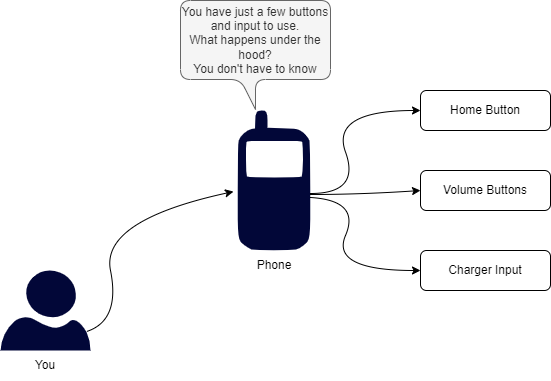 You have just a few buttons
and input to use.
What happens under the
hood?
You don't have to know
Home Button
Volume Buttons
Phone
Charger Input
You